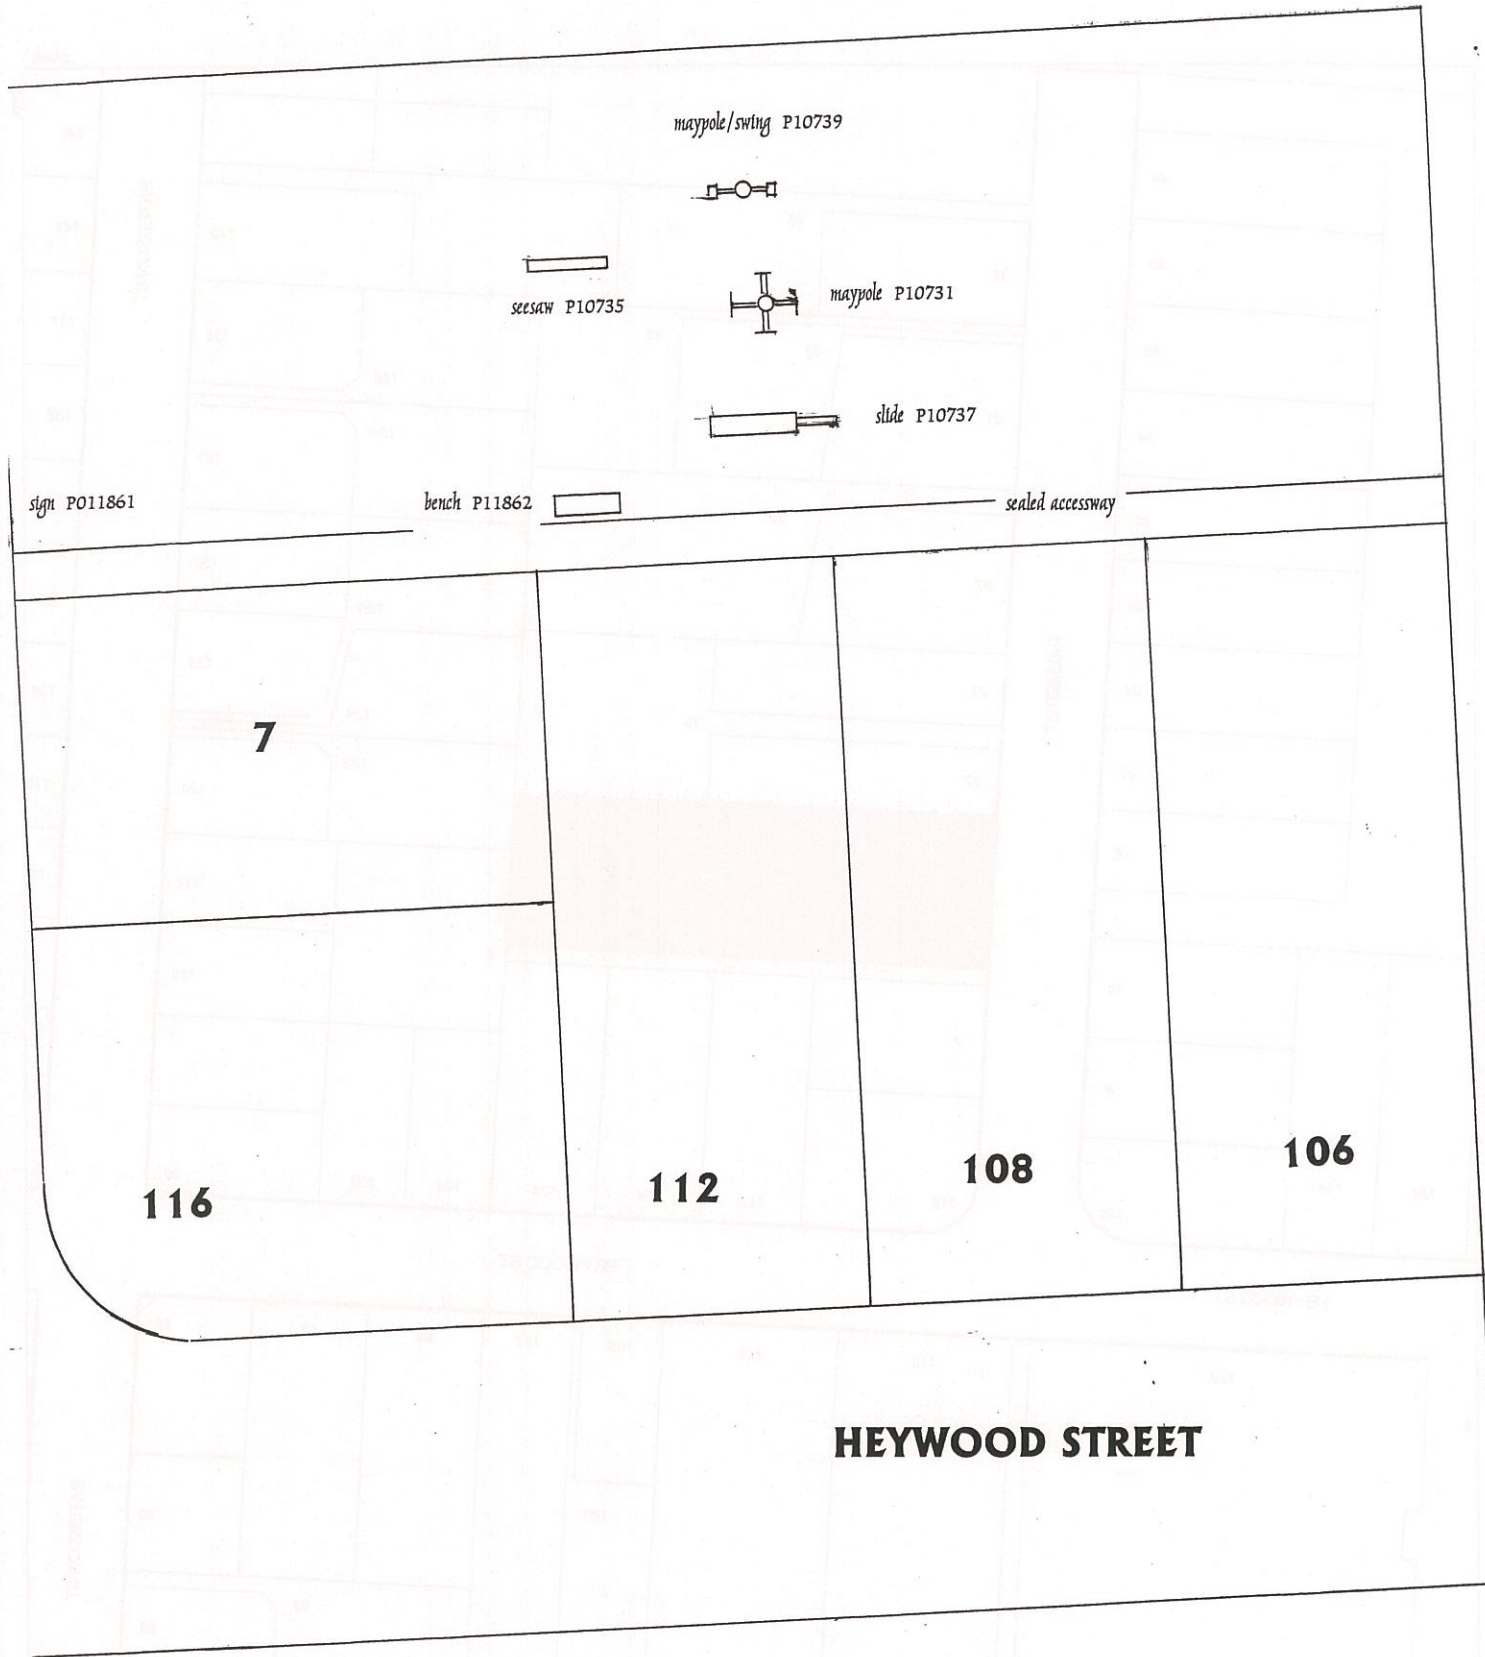 maypole/swing P10739
seesaw P10735
maypole P10731
slide P10737
sign P011861
bench P11862
sealed accessway
7
116
112
108
106
HEYWOOD STREET